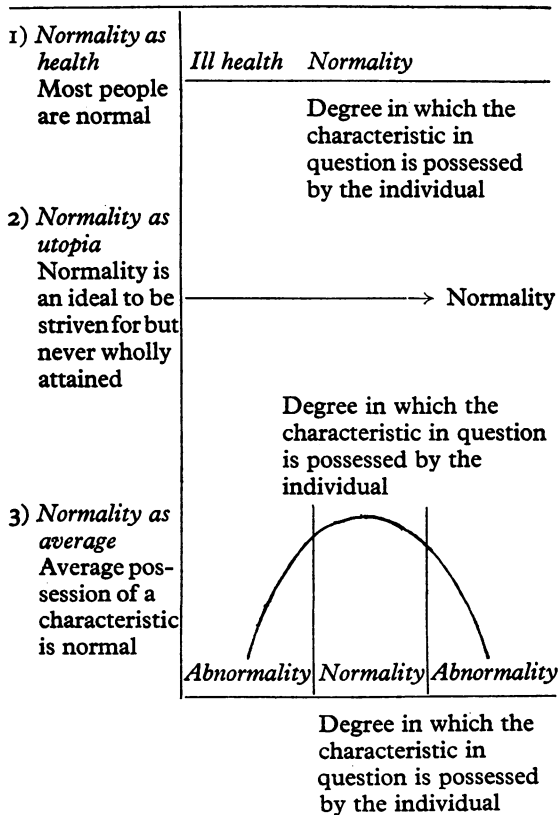 1) Normality as
health
Most people
are normal
Ill health Normality
Degree in which the
characteristic in
question is possessed
by the individual
2) Normality as
utopia
Normality is
an ideal to be
striven for but
never wholly
attained
Normality
Degree in which the
characteristic in question
is possessed by the
individual
3) Normality as
average
Average pos-
session of a
characteristic
is normal
Abnormality Normality Abnormality
Degree in which the
characteristic in
question is possessed
by the individual